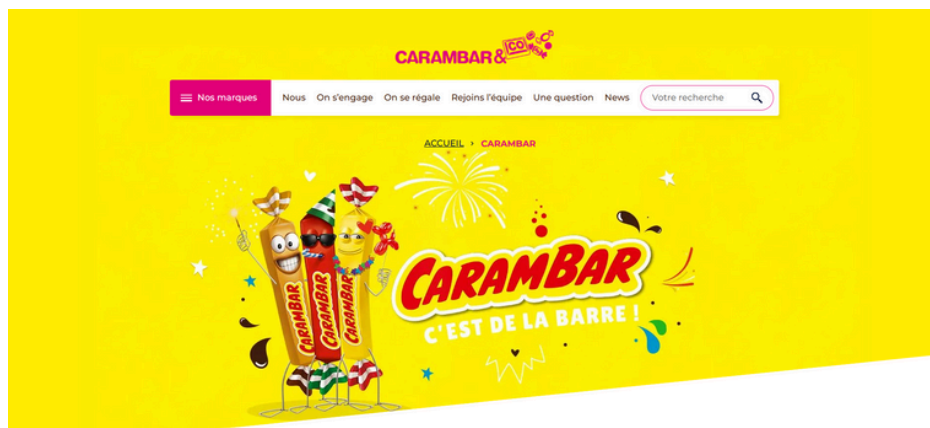 CARAMBAR & CO
Nos marques Nous On s'engage On se régale Rejoins l'équipe Une question News Votre recherche
ACCUEIL > CARAMBAR
CARAMBAR
CARAMBAR
CARAMBAR
CARAMBAR
C'EST DE LA BARRE !